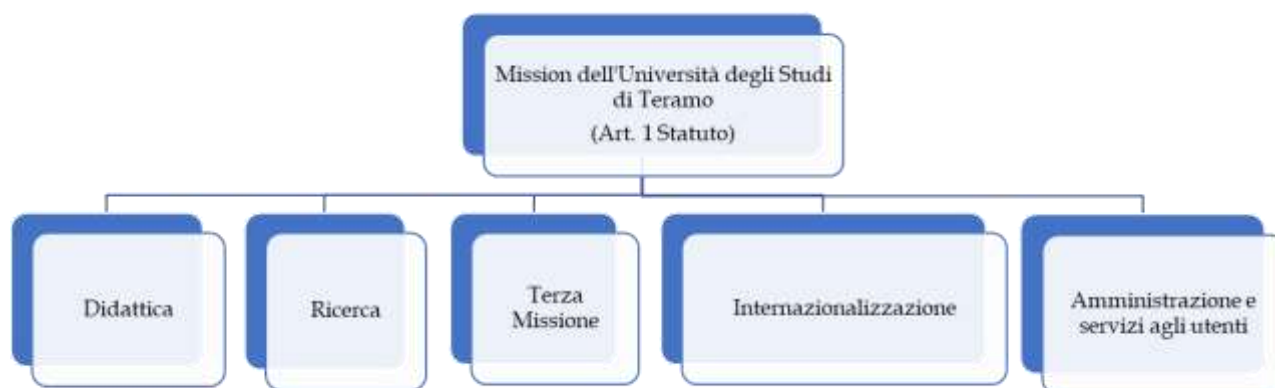 Mission dell'Università degli Studi
di Teramo
(Art. 1 Statuto)
Didattica
Ricerca
Terza
Missione
Internazionalizzazione
Amministrazione e
servizi agli utenti